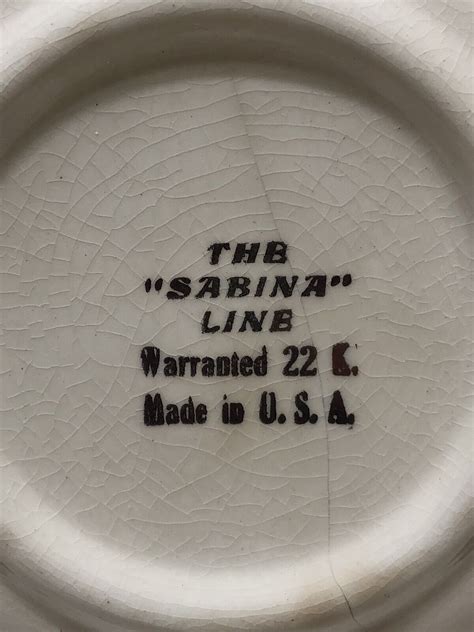 THE
"SABINA"
LINE
Warranted 22 K.
Made in U.S.A.